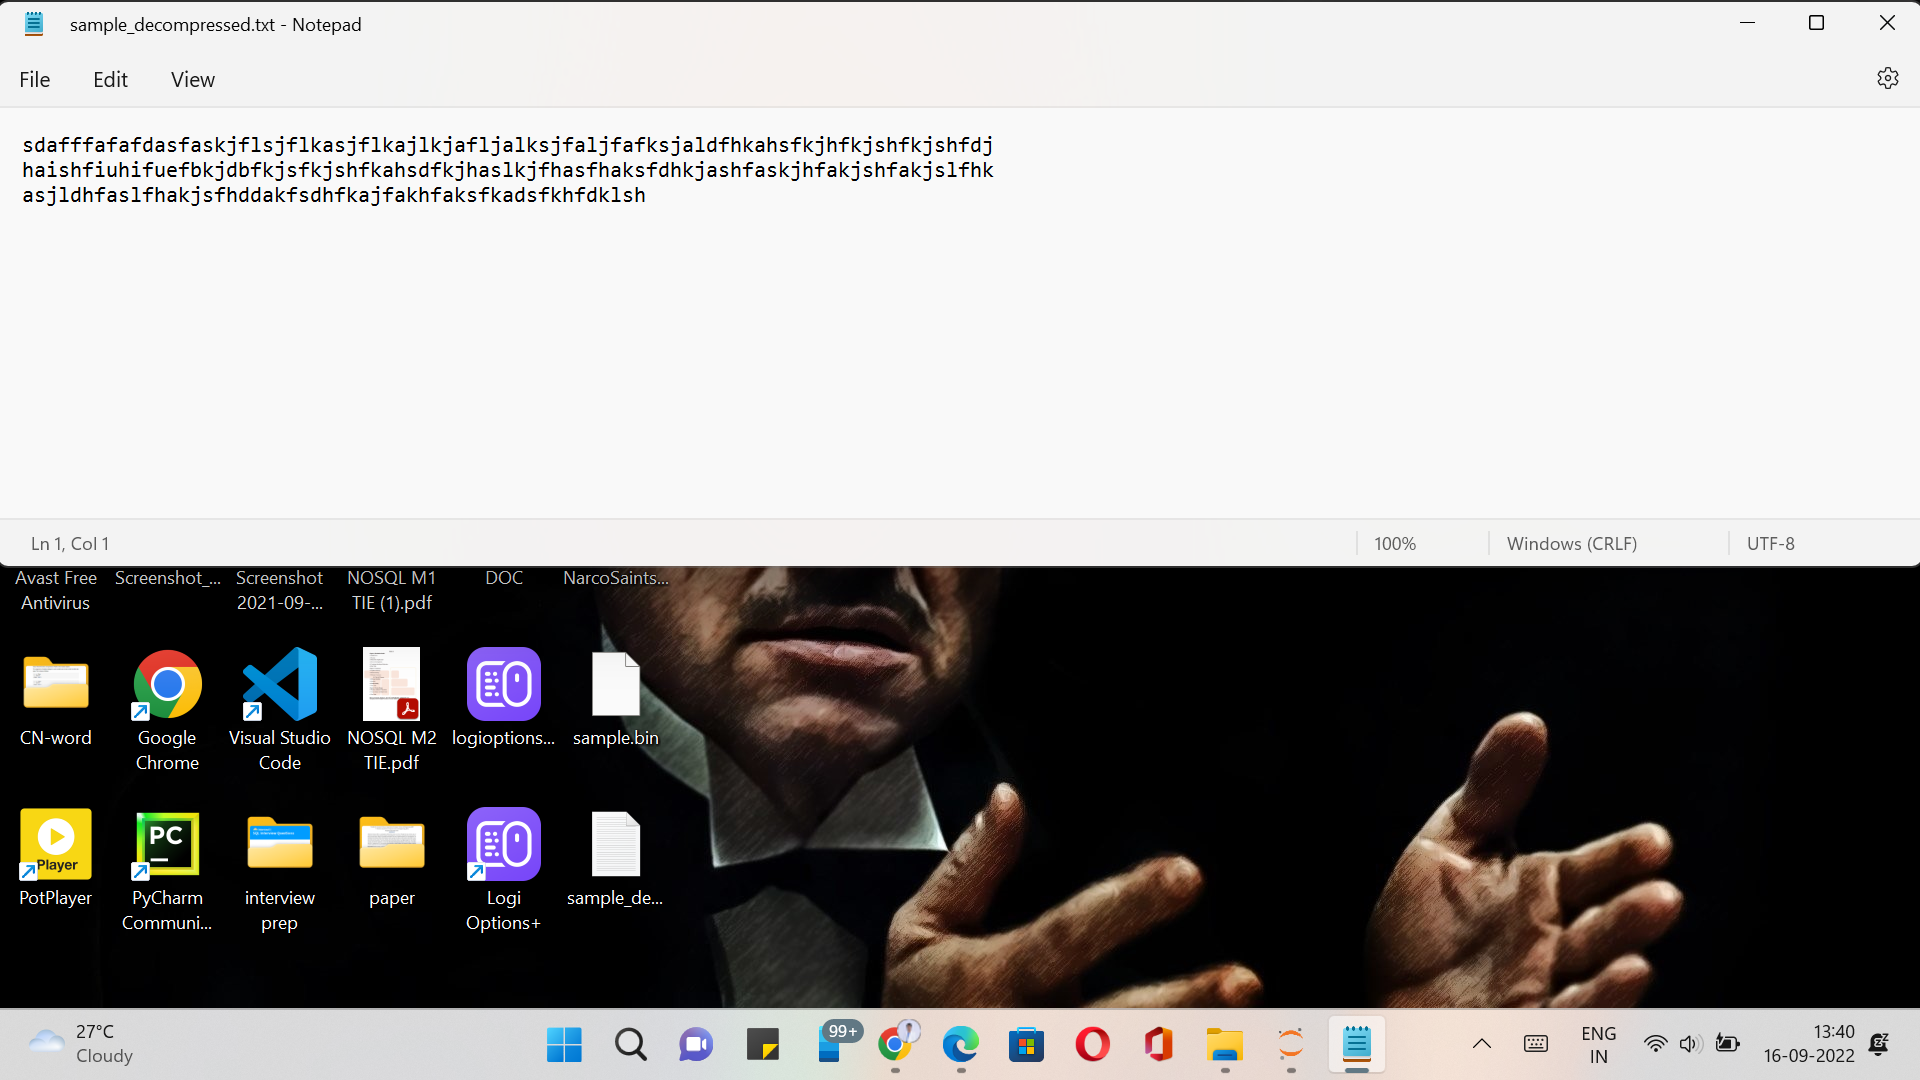 sample_decompressed.txt - Notepad
File Edit View
sdafffafafdasfaskjflsjflkasjflkajlkjafljalksjfaljfafksjaldfhkahsfkjhfkjshfkjshfdj
haishfiuhifuefbkjdbfkjsfkjshfkahsdfkjhaslkjfhasfhaksfdhkjashfaskjhfakjshfakjslfhk
asjldhfaslfhakjsfhddakfsdhfkajfakhfaksfkadsfkhfdklsh
Ln 1, Col 1 100% Windows (CRLF) UTF-8
Avast Free Antivirus
Screenshot_...
Screenshot 2021-09-...
NOSQL M1 TIE (1).pdf
DOC
NarcoSaints...
CN-word
Google Chrome
Visual Studio Code
NOSQL M2 TIE.pdf
logioptions...
sample.bin
Player
PotPlayer
PC
PyCharm Communi...
interview prep
paper
Logi Options+
sample_de...
27°C
Cloudy
99+
ENG
IN
13:40
16-09-2022